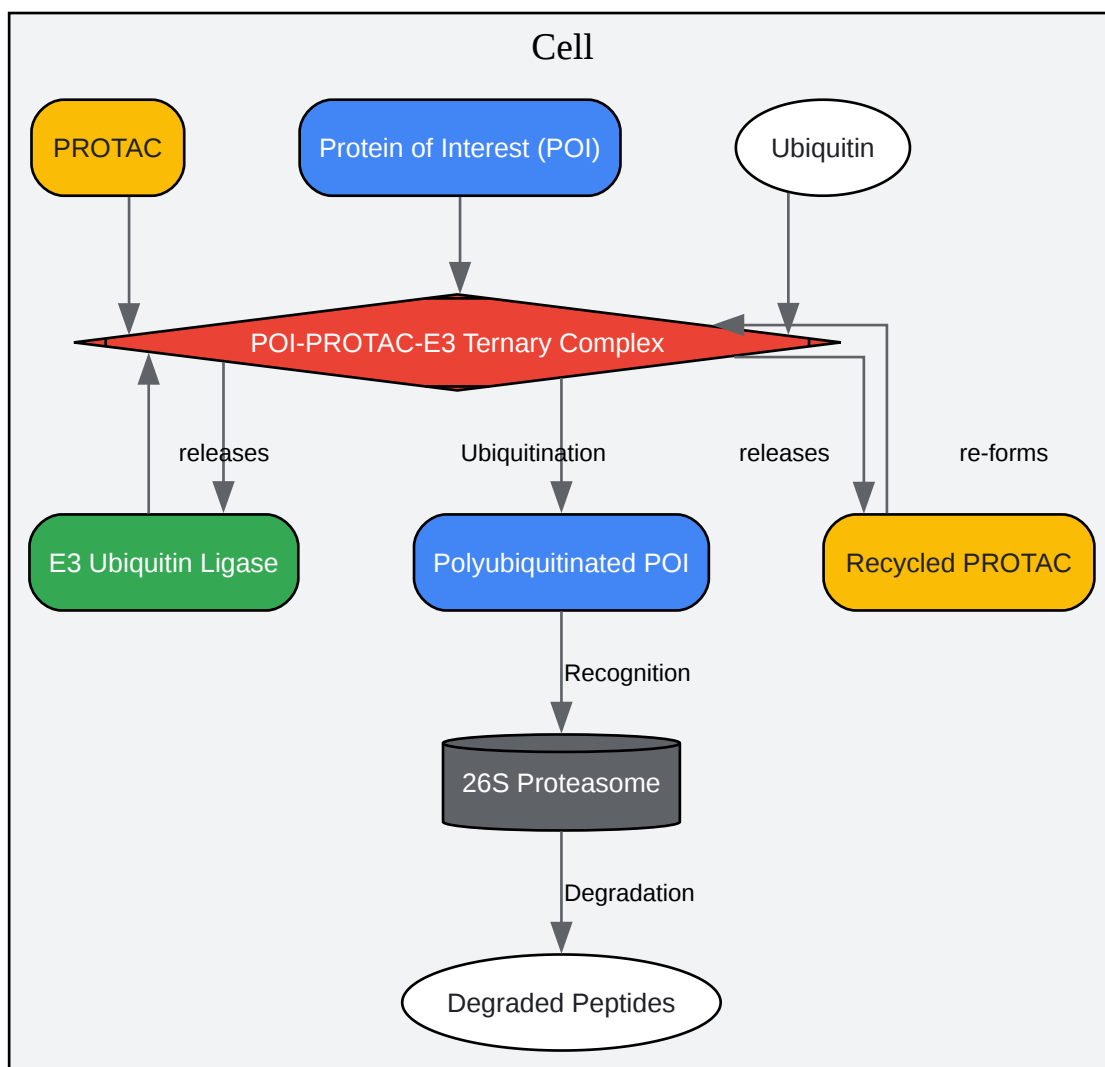 Cell
PROTAC
Protein of Interest (POI)
Ubiquitin
POI-PROTAC-E3 Ternary Complex
releases
Ubiquitination
releases
re-forms
E3 Ubiquitin Ligase
Polyubiquitinated POI
Recycled PROTAC
Recognition
26S Proteasome
Degradation
Degraded Peptides